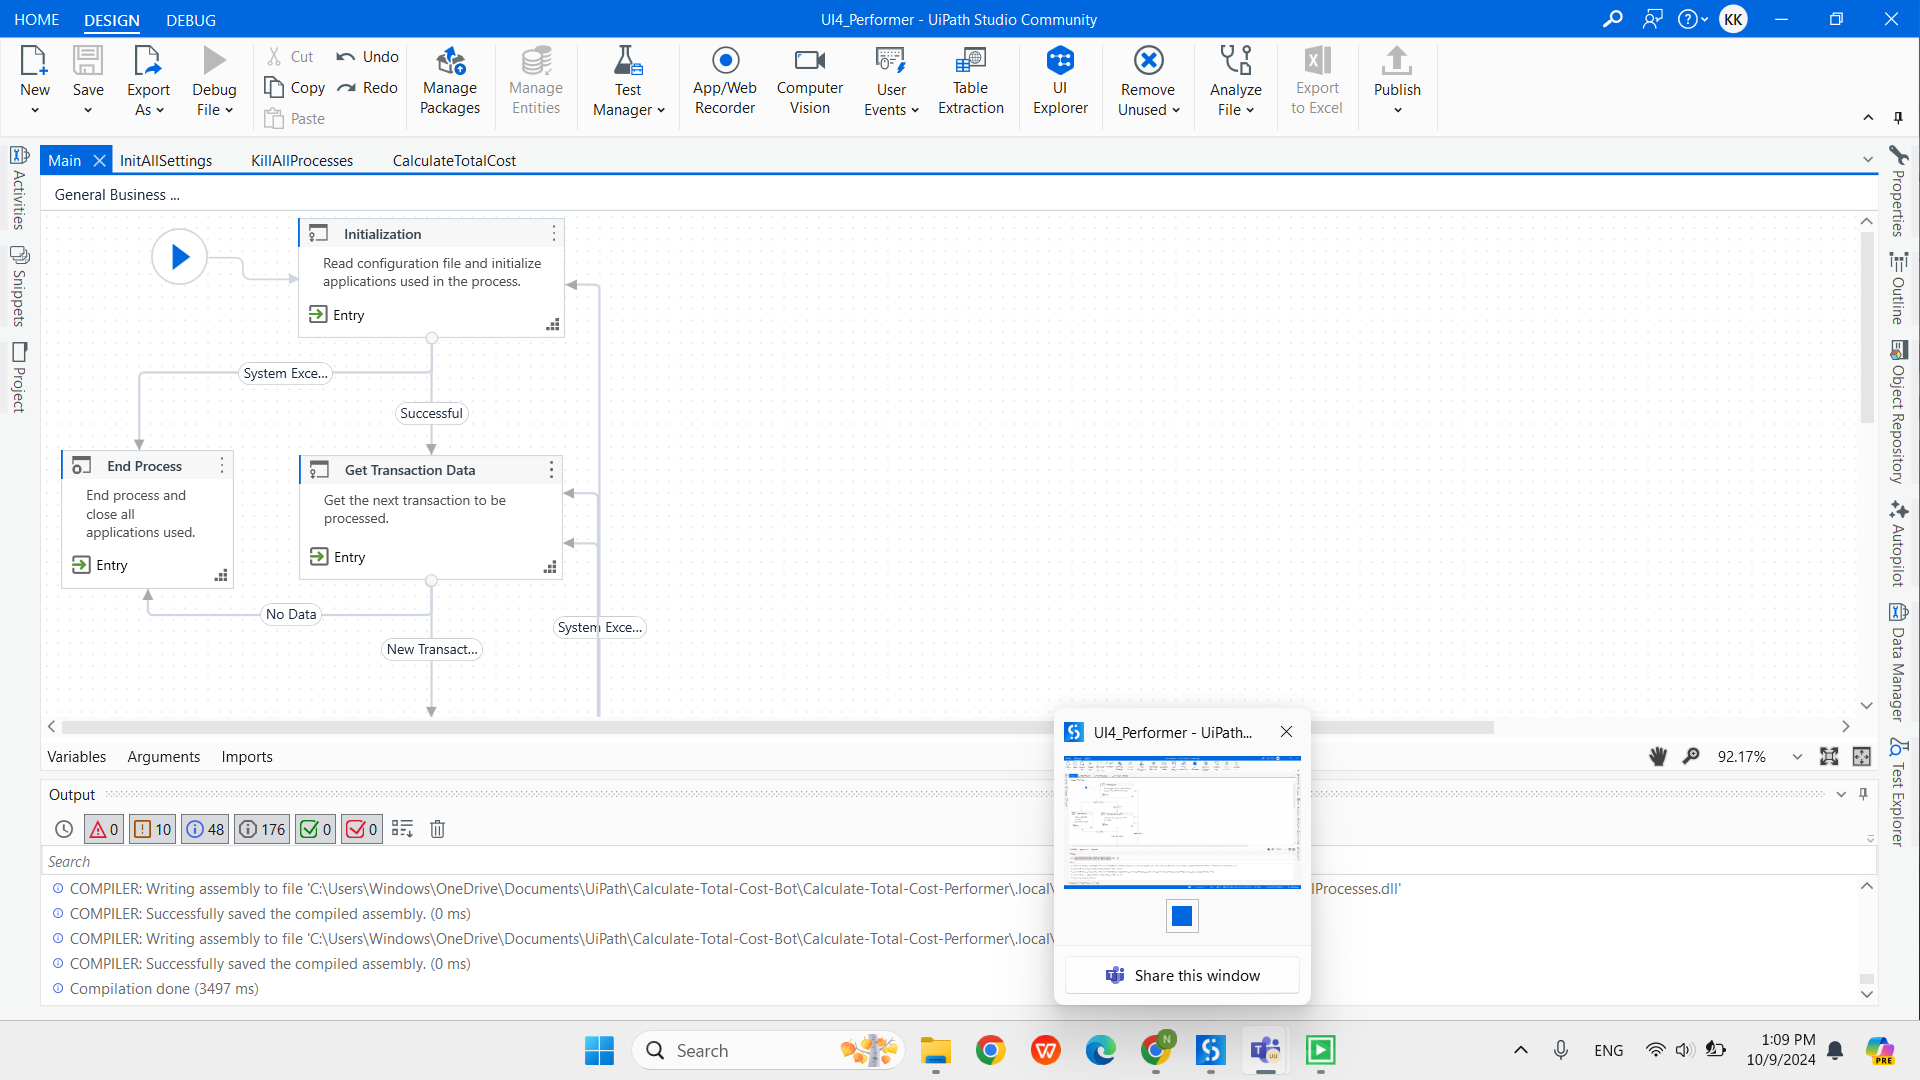 HOME DESIGN DEBUG UI4_Performer - UiPath Studio Community KK
New Save Export As Debug File Cut Copy Paste Undo Redo Manage Packages Manage Entities Test Manager App/Web Recorder Computer Vision User Events Table Extraction UI Explorer Remove Unused Analyze File Export to Excel Publish
Main InitAllSettings KillAllProcesses CalculateTotalCost
General Business ...
Activities
Snippets
Project
Initialization
Read configuration file and initialize
applications used in the process.
Entry
System Exce...
Successful
End Process
End process and
close all
applications used.
Entry
Get Transaction Data
Get the next transaction to be
processed.
Entry
No Data
System Exce...
New Transact...
Properties
Outline
Object Repository
Autopilot
Data Manager
Test Explorer
Variables Arguments Imports 92.17%
Output
0 10 48 176 0 0
Search
COMPILER: Writing assembly to file 'C:\Users\Windows\OneDrive\Documents\UiPath\Calculate-Total-Cost-Bot\Calculate-Total-Cost-Performer\.local\ lProcesses.dll'
COMPILER: Successfully saved the compiled assembly. (0 ms)
COMPILER: Writing assembly to file 'C:\Users\Windows\OneDrive\Documents\UiPath\Calculate-Total-Cost-Bot\Calculate-Total-Cost-Performer\.local\
COMPILER: Successfully saved the compiled assembly. (0 ms)
Compilation done (3497 ms)
UI4_Performer - UiPath...
Share this window
Search
ENG
1:09 PM
10/9/2024
PRE